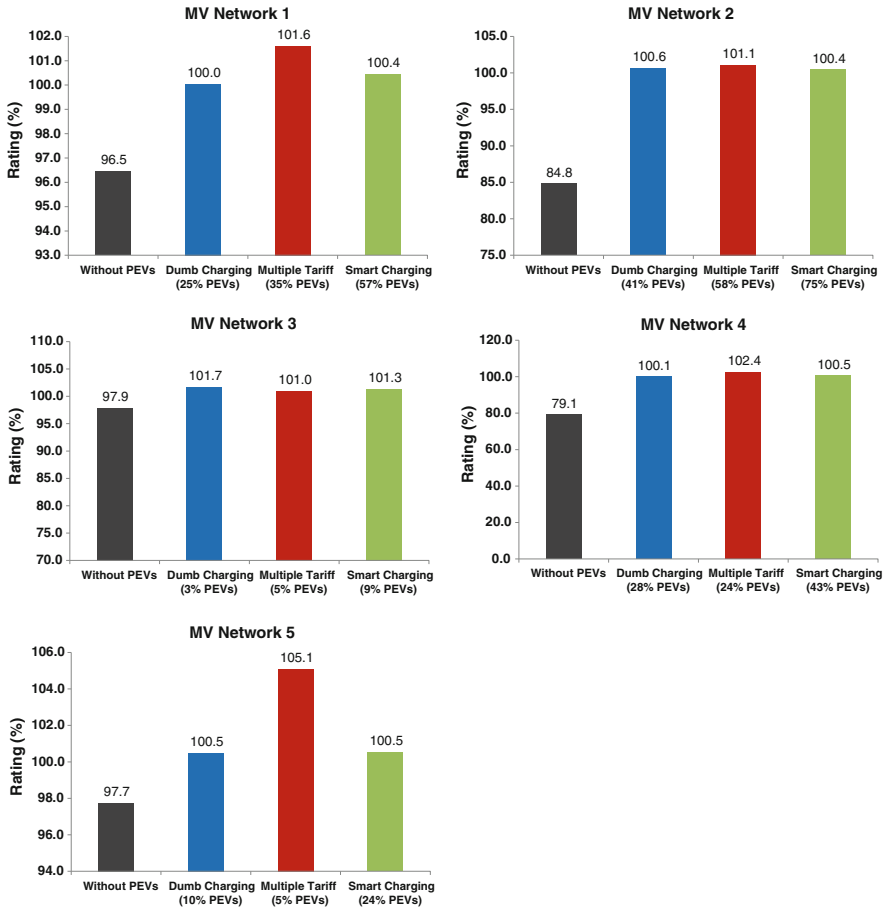 MV Network 1
Rating (%)
102.0
101.0
100.0
99.0
98.0
97.0
96.0
95.0
94.0
93.0
96.5
100.0
101.6
100.4
Without PEVs
Dumb Charging
(25% PEVs)
Multiple Tariff
(35% PEVs)
Smart Charging
(57% PEVs)
MV Network 2
Rating (%)
105.0
100.0
95.0
90.0
85.0
80.0
75.0
84.8
100.6
101.1
100.4
Without PEVs
Dumb Charging
(41% PEVs)
Multiple Tariff
(58% PEVs)
Smart Charging
(75% PEVs)
MV Network 3
Rating (%)
110.0
105.0
100.0
95.0
90.0
85.0
80.0
75.0
70.0
97.9
101.7
101.0
101.3
Without PEVs
Dumb Charging
(3% PEVs)
Multiple Tariff
(5% PEVs)
Smart Charging
(9% PEVs)
MV Network 4
Rating (%)
120.0
100.0
80.0
60.0
40.0
20.0
0.0
79.1
100.1
102.4
100.5
Without PEVs
Dumb Charging
(28% PEVs)
Multiple Tariff
(24% PEVs)
Smart Charging
(43% PEVs)
MV Network 5
Rating (%)
106.0
104.0
102.0
100.0
98.0
96.0
94.0
97.7
100.5
105.1
100.5
Without PEVs
Dumb Charging
(10% PEVs)
Multiple Tariff
(5% PEVs)
Smart Charging
(24% PEVs)